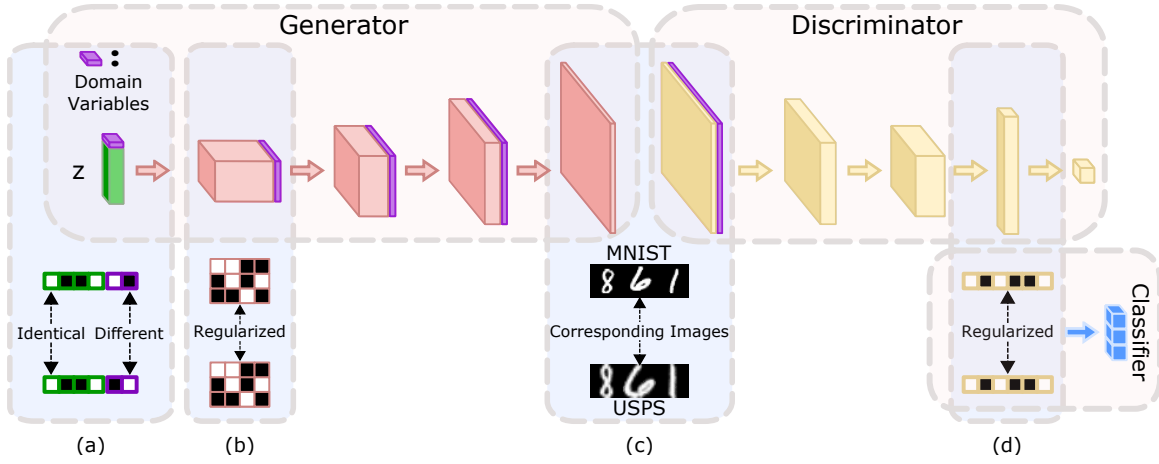 Generator
Discriminator
:
Domain
Variables
z
MNIST
8 6 1
Identical
Different
Regularized
Corresponding Images
Regularized
Classifier
8 6 1
USPS
(a)
(b)
(c)
(d)